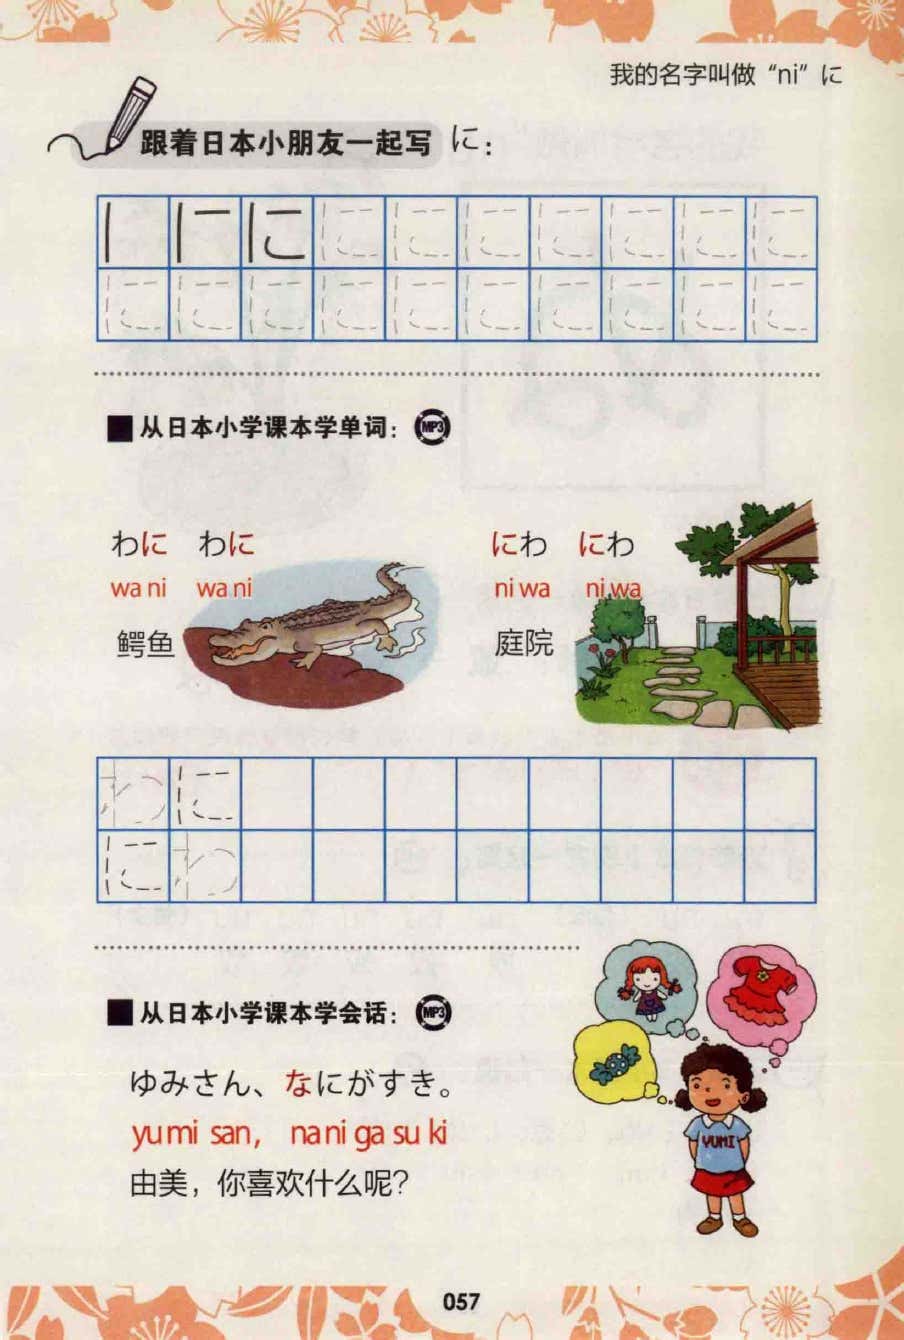 我的名字叫做“ni”に
跟着日本小朋友一起写 に:
に に に に に に に に
に に に に に に に に に に
■ 从日本小学课本学单词: MP3
わに わに
wa ni wa ni
鳄鱼
にわ にわ
ni wa ni wa
庭院
わ に
に わ
■ 从日本小学课本学会话: MP3
ゆみさん、なにがすき。
yu mi san, na ni ga su ki
由美，你喜欢什么呢?
YUMI
057